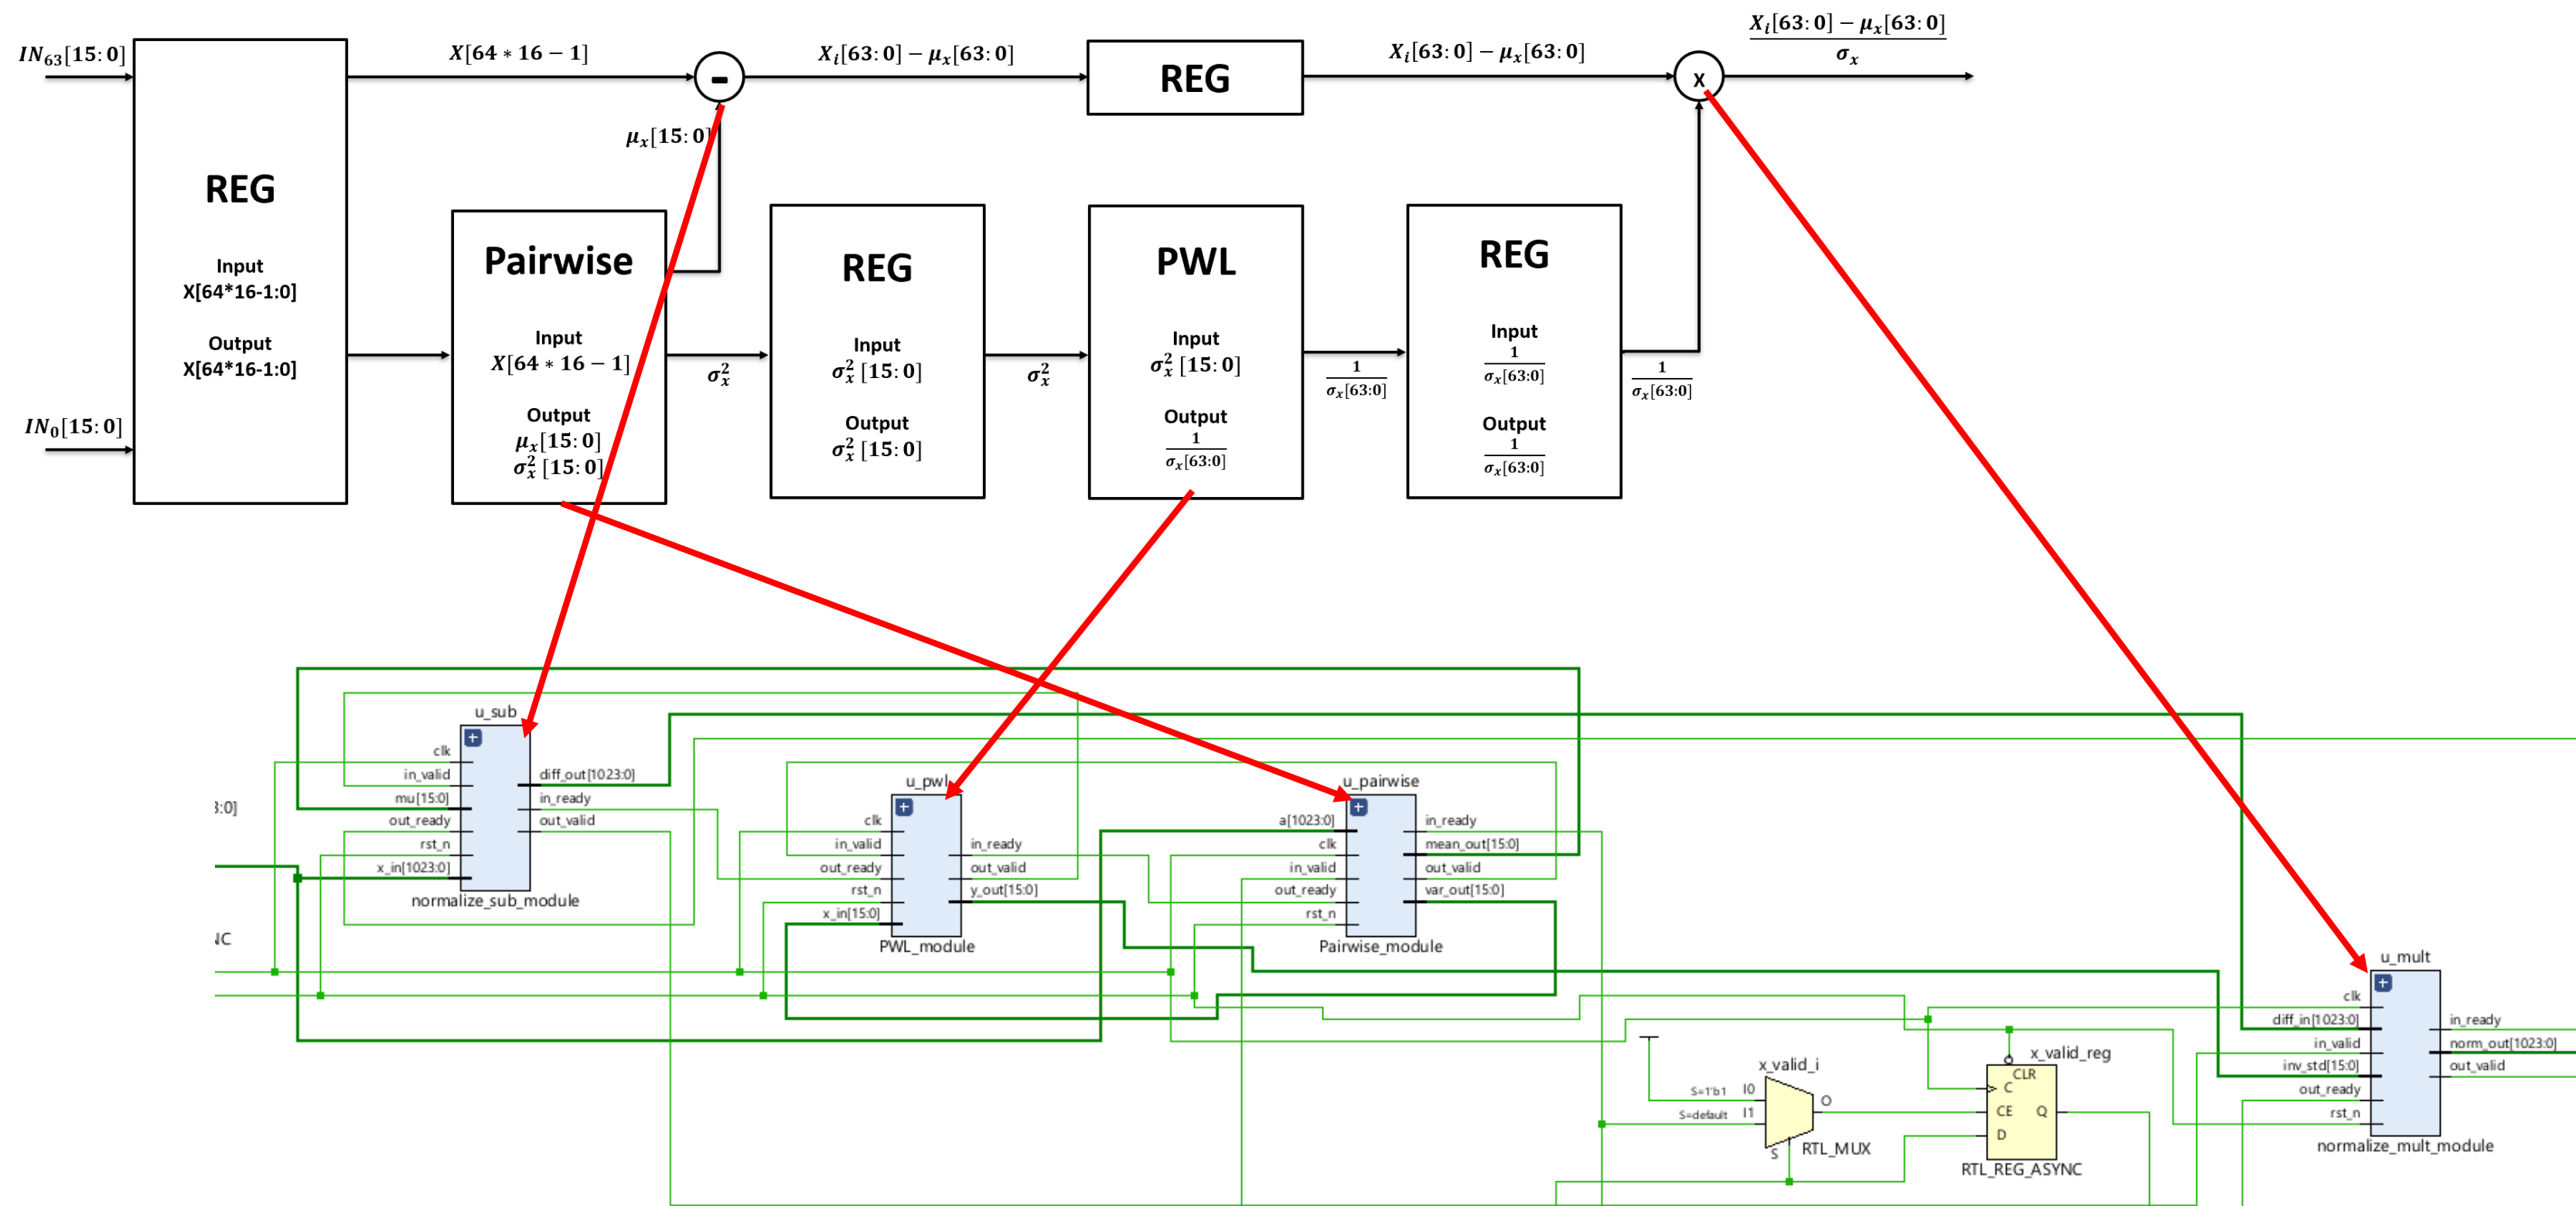 IN₆₃[15:0]
X[64 * 16 − 1]
Xᵢ[63:0] − μₓ[63:0]
REG
Xᵢ[63:0] − μₓ[63:0]
Xᵢ[63:0] − μₓ[63:0]
σₓ
-
x
μₓ[15:0]
REG
Input
X[64*16-1:0]
Output
X[64*16-1:0]
IN₀[15:0]
Pairwise
Input
X[64 * 16 − 1]
Output
μₓ[15:0]
σₓ² [15:0]
σₓ²
REG
Input
σₓ² [15:0]
Output
σₓ² [15:0]
σₓ²
PWL
Input
σₓ² [15:0]
Output
1
σₓ[63:0]
1
σₓ[63:0]
REG
Input
1
σₓ[63:0]
Output
1
σₓ[63:0]
1
σₓ[63:0]
u_sub
+
clk
in_valid
mu[15:0]
out_ready
rst_n
x_in[1023:0]
diff_out[1023:0]
in_ready
out_valid
normalize_sub_module
:0]
u_pwl
+
clk
in_valid
out_ready
rst_n
x_in[15:0]
in_ready
out_valid
y_out[15:0]
PWL_module
u_pairwise
+
a[1023:0]
clk
in_valid
out_ready
rst_n
in_ready
mean_out[15:0]
out_valid
var_out[15:0]
Pairwise_module
x_valid_i
S=1'b1 I0
S=default I1
O
S
RTL_MUX
x_valid_reg
CLR
C
CE
D
Q
RTL_REG_ASYNC
u_mult
+
clk
diff_in[1023:0]
in_valid
inv_std[15:0]
out_ready
rst_n
in_ready
norm_out[1023:0]
out_valid
normalize_mult_module